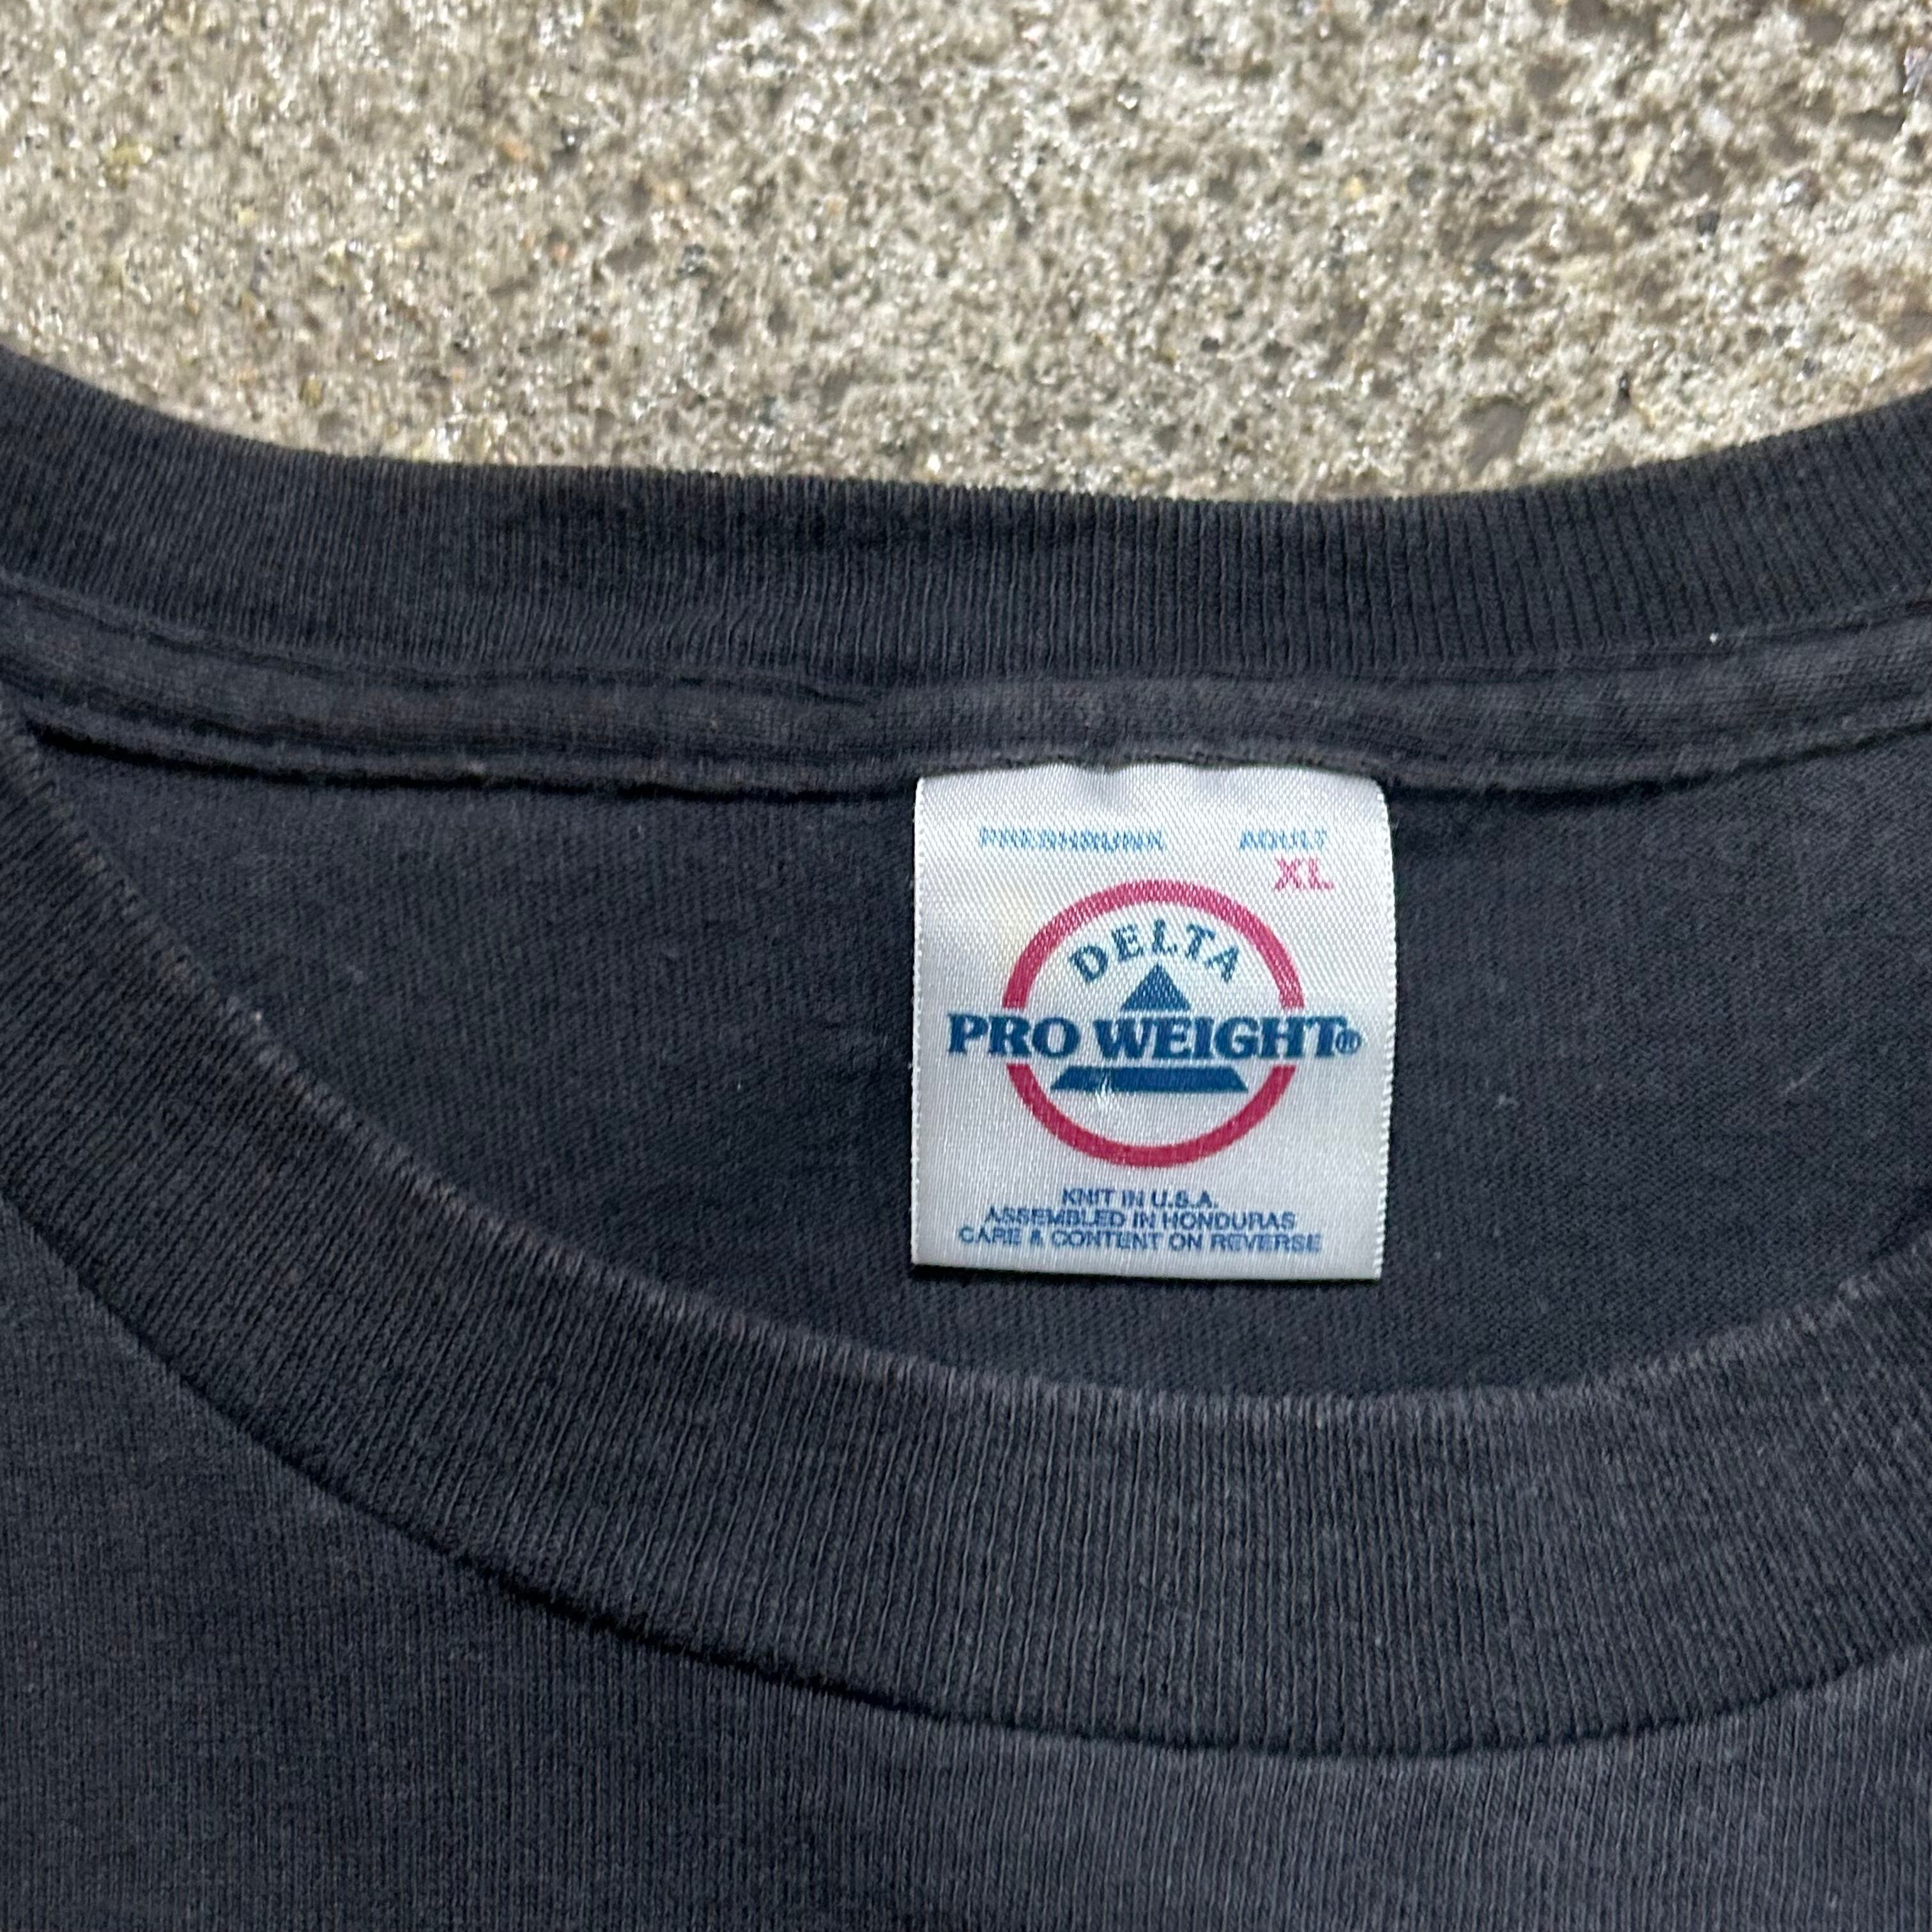 PRESHRUNK ADULT
XL
DELTA
PRO WEIGHT®
KNIT IN U.S.A.
ASSEMBLED IN HONDURAS
CARE & CONTENT ON REVERSE